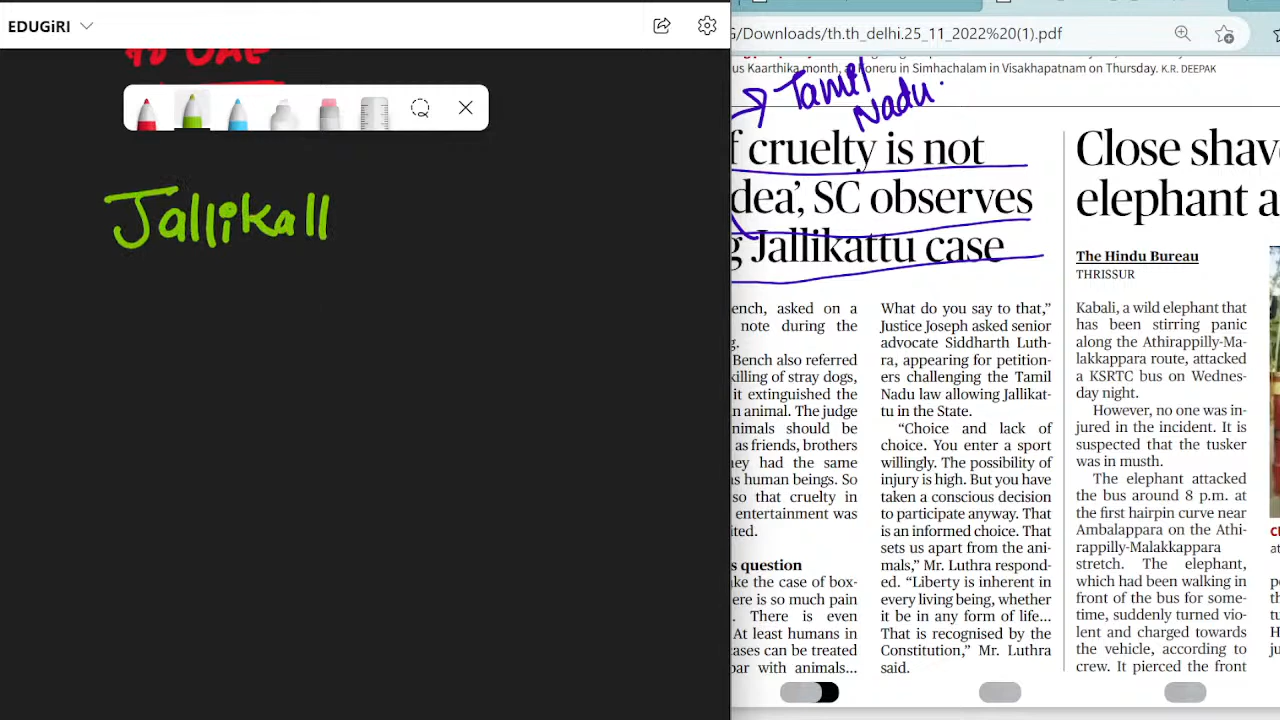 EDUGiRI
to UAE
Jallikall
/Downloads/th.th_delhi.25_11_2022%20(1).pdf
us Kaarthika month, a Koneru in Simhachalam in Visakhapatnam on Thursday. K.R. DEEPAK
Tamil
Nadu.
f cruelty is not
dea’, SC observes
g Jallikattu case
ench, asked on a
note during the
g.
Bench also referred
killing of stray dogs,
it extinguished the
n animal. The judge
nimals should be
as friends, brothers
hey had the same
s human beings. So
so that cruelty in
entertainment was
ited.
s question
ke the case of box-
ere is so much pain
. There is even
At least humans in
cases can be treated
par with animals...
What do you say to that,”
Justice Joseph asked senior
advocate Siddharth Luth-
ra, appearing for petition-
ers challenging the Tamil
Nadu law allowing Jallikat-
tu in the State.
“Choice and lack of
choice. You enter a sport
willingly. The possibility of
injury is high. But you have
taken a conscious decision
to participate anyway. That
is an informed choice. That
sets us apart from the ani-
mals,” Mr. Luthra respond-
ed. “Liberty is inherent in
every living being, whether
it be in any form of life...
That is recognised by the
Constitution,” Mr. Luthra
said.
Close shav
elephant a
The Hindu Bureau
THRISSUR
Kabali, a wild elephant that
has been stirring panic
along the Athirappilly-Ma-
lakkappara route, attacked
a KSRTC bus on Wednes-
day night.
However, no one was in-
jured in the incident. It is
suspected that the tusker
was in musth.
The elephant attacked
the bus around 8 p.m. at
the first hairpin curve near
Ambalappara on the Athi-
rappilly-Malakkappara
stretch. The elephant,
which had been walking in
front of the bus for some-
time, suddenly turned vio-
lent and charged towards
the vehicle, according to
crew. It pierced the front